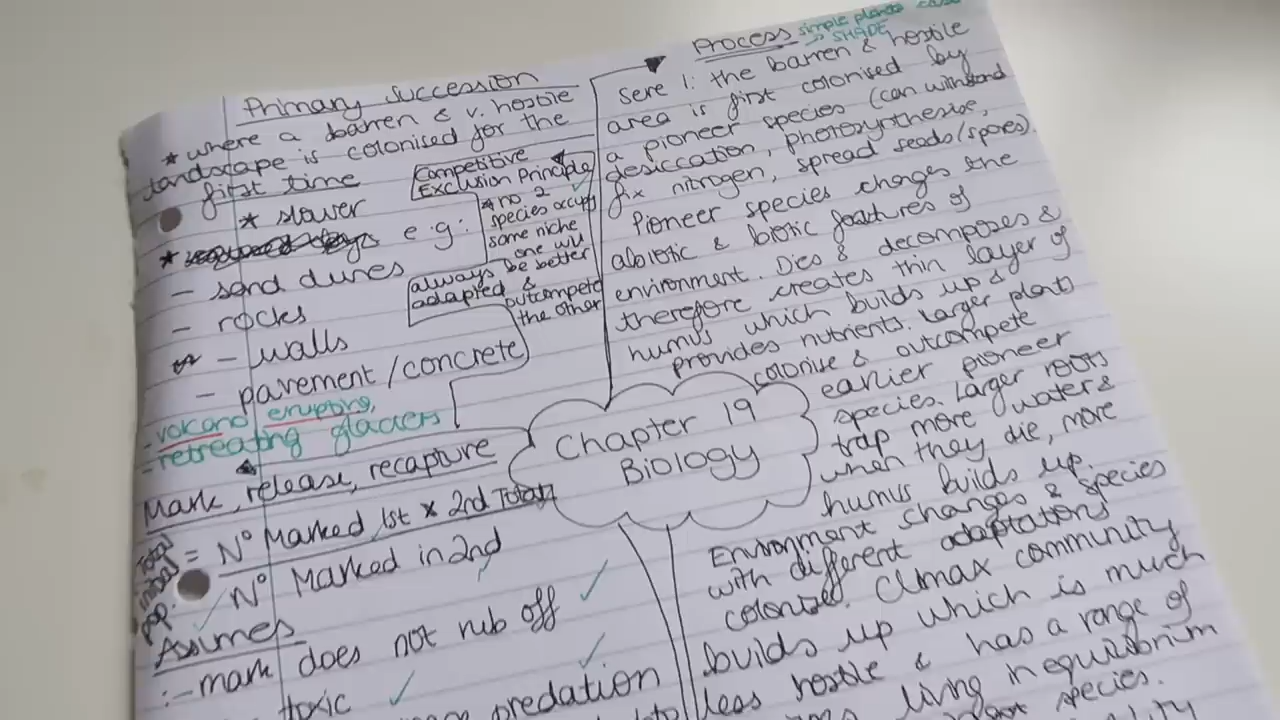 Primary Succession
* where a barren & v. hostile
landscape is colonised for the
first time
* slower
* e.g:
- sand dunes
- rocks
- walls
- pavement/concrete
- volcano erupting,
- retreating glaciers
Competitive
Exclusion Principle
* no. 2
species occupy
same niche
one will
always be better
adapted &
outcompete
the other
Process simple plants
→ SHADE
Sere 1: the barren & hostile
area is first colonised by
a pioneer species (can withstand
desiccation, photosynthesise,
fix nitrogen, spread seeds/spores).
Pioneer species changes the
abiotic & biotic features of
environment. Dies & decomposes &
therefore creates thin layer of
humus which builds up &
provides nutrients. Larger plants
colonise & outcompete
earlier pioneer
species. Larger roots
trap more water &
when they die, more
humus builds up.
Environment changes & species
with different adaptations
colonise. Climax community
builds up which is much
less hostile & has a range of
living in equilibrium
species.
Chapter 19
Biology
Mark, release, recapture
Total initial pop. = N° Marked 1st x 2nd Total
N° Marked in 2nd
Assumes
:- mark does not rub off
toxic
predation